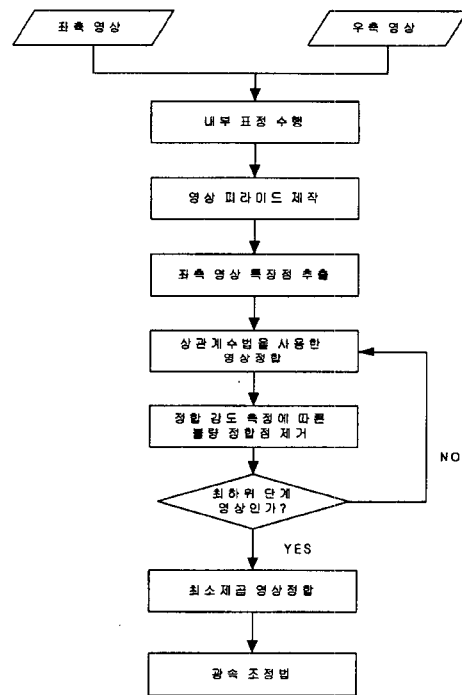 좌측 영상
우측 영상
내부 표정 수행
영상 피라미드 제작
좌측 영상 특장점 추출
상관계수법을 사용한
영상정합
정합 강도 측정에 따른
불량 정합점 제거
NO
최하위 단계
영상인가?
YES
최소제곱 영상정합
광속 조정법